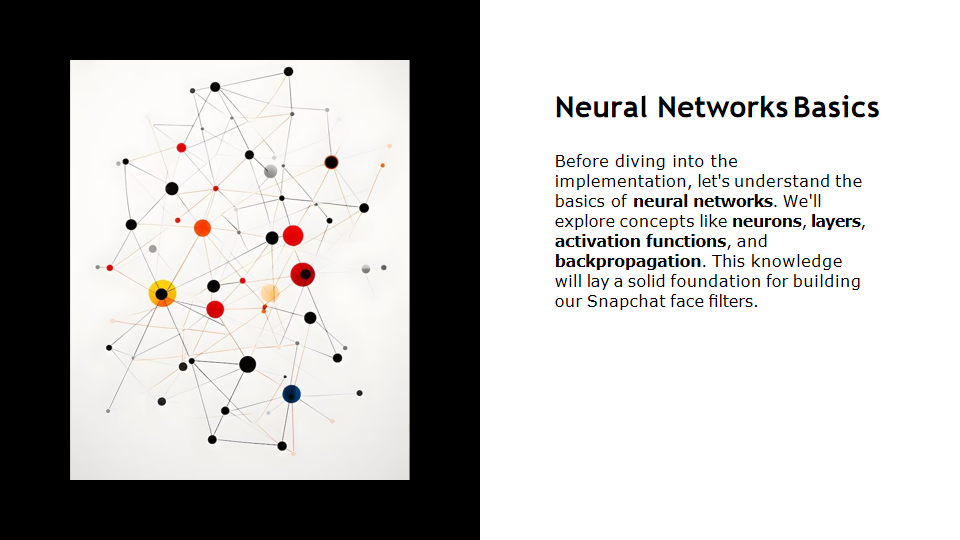 Neural Networks Basics
Before diving into the
implementation, let's understand the
basics of neural networks. We'll
explore concepts like neurons, layers,
activation functions, and
backpropagation. This knowledge
will lay a solid foundation for building
our Snapchat face filters.